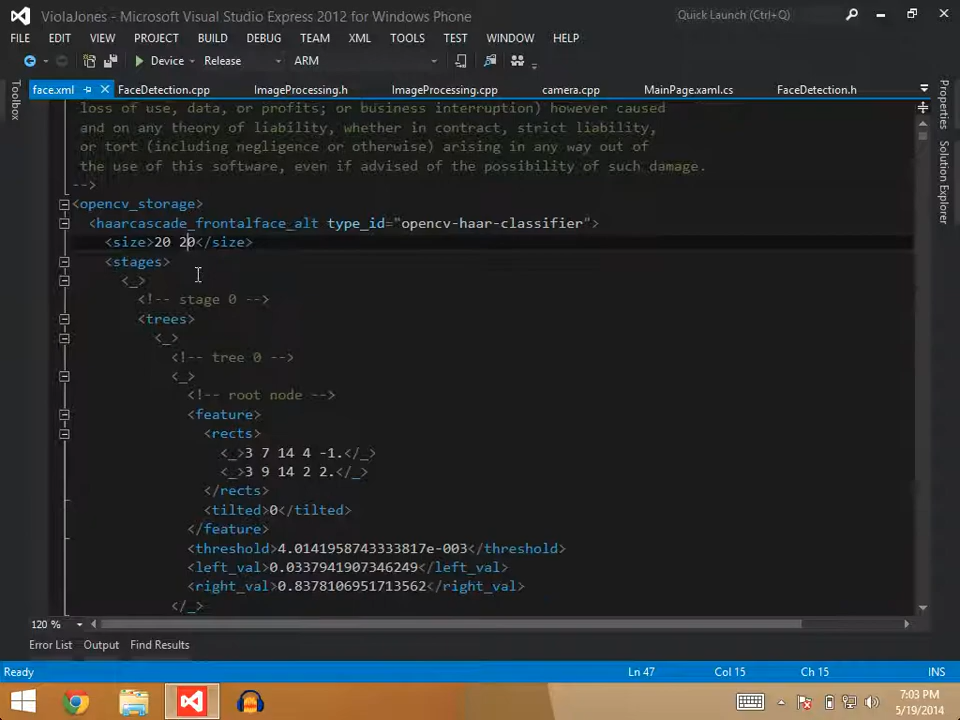 ViolaJones - Microsoft Visual Studio Express 2012 for Windows Phone
Quick Launch (Ctrl+Q)
FILE EDIT VIEW PROJECT BUILD DEBUG TEAM XML TOOLS TEST WINDOW HELP
Device Release ARM
face.xml FaceDetection.cpp ImageProcessing.h ImageProcessing.cpp camera.cpp MainPage.xaml.cs FaceDetection.h
Toolbox
Properties
Solution Explorer
loss of use, data, or profits; or business interruption) however caused
and on any theory of liability, whether in contract, strict liability,
or tort (including negligence or otherwise) arising in any way out of
the use of this software, even if advised of the possibility of such damage.
-->
<opencv_storage>
<haarcascade_frontalface_alt type_id="opencv-haar-classifier">
<size>20 20</size>
<stages>
<_>
<!-- stage 0 -->
<trees>
<_>
<!-- tree 0 -->
<_>
<!-- root node -->
<feature>
<rects>
<_>3 7 14 4 -1.</_>
<_>3 9 14 2 2.</_>
</rects>
<tilted>0</tilted>
</feature>
<threshold>4.0141958743333817e-003</threshold>
<left_val>0.0337941907346249</left_val>
<right_val>0.8378106951713562</right_val>
</_>
120 %
Error List Output Find Results
Ready Ln 47 Col 15 Ch 15 INS
7:03 PM
5/19/2014